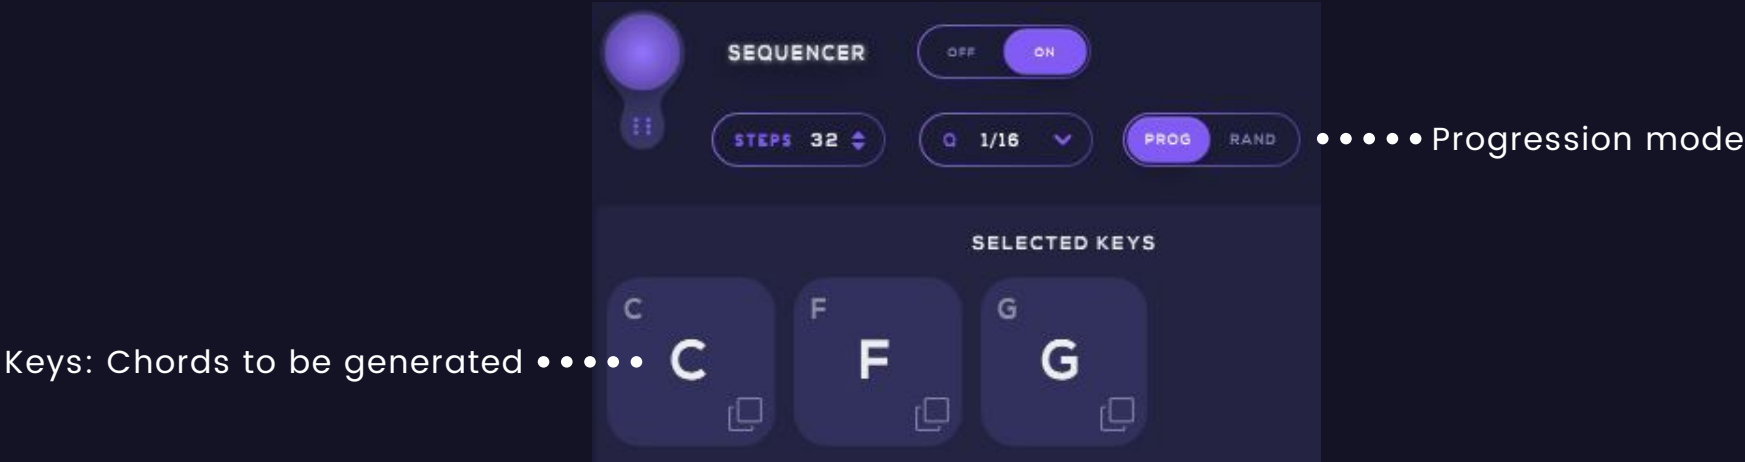 SEQUENCER OFF ON
STEPS 32 Q 1/16 PROG RAND Progression mode
SELECTED KEYS
C F G
Keys: Chords to be generated C F G